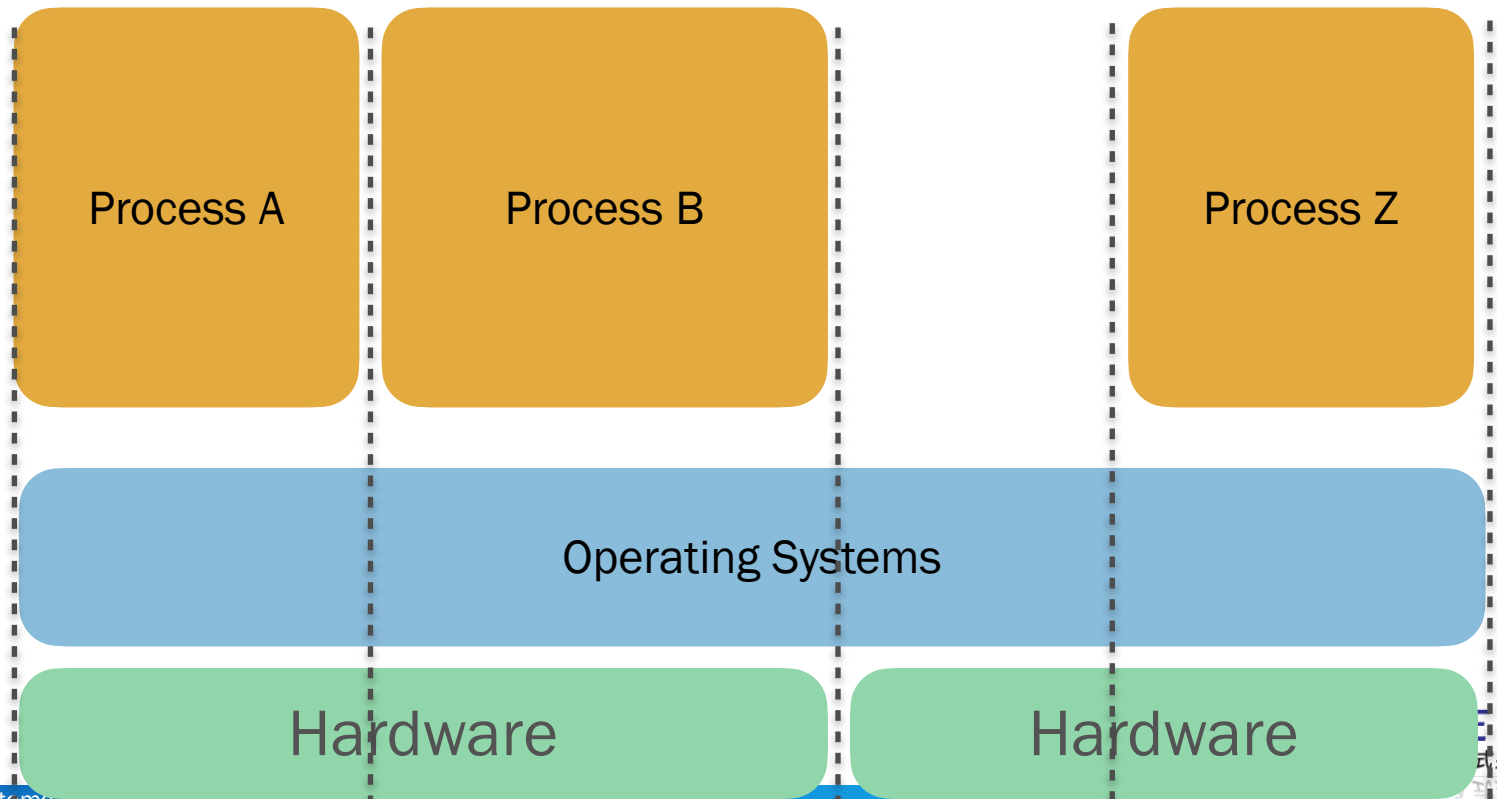 Process A
Process B
Process Z
Operating Systems
Hardware
Hardware